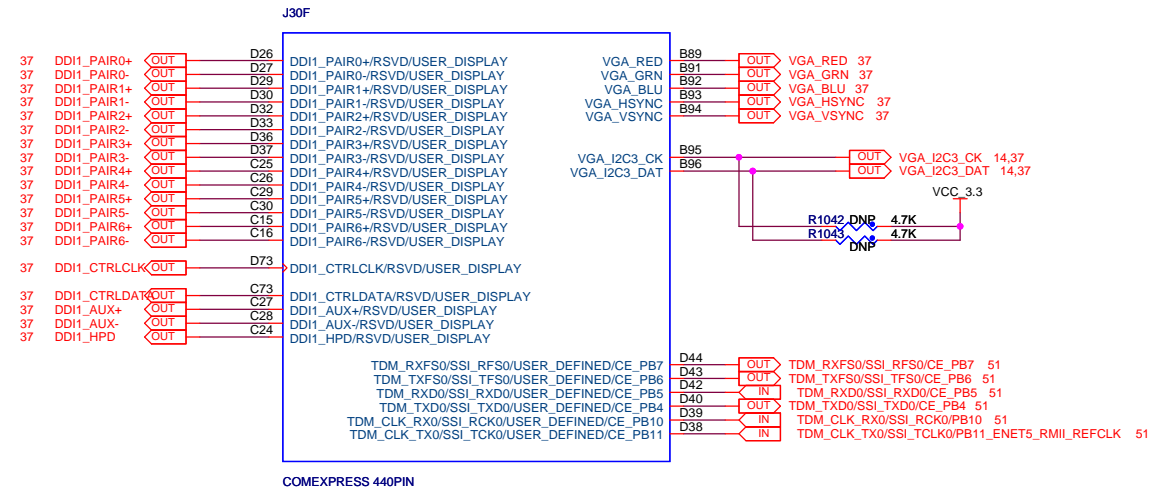 J30F
37 DDI1_PAIR0+ OUT D26 DDI1_PAIR0+/RSVD/USER_DISPLAY VGA_RED B89 OUT VGA_RED 37
37 DDI1_PAIR0- OUT D27 DDI1_PAIR0-/RSVD/USER_DISPLAY VGA_GRN B91 OUT VGA_GRN 37
37 DDI1_PAIR1+ OUT D29 DDI1_PAIR1+/RSVD/USER_DISPLAY VGA_BLU B92 OUT VGA_BLU 37
37 DDI1_PAIR1- OUT D30 DDI1_PAIR1-/RSVD/USER_DISPLAY VGA_HSYNC B93 OUT VGA_HSYNC 37
37 DDI1_PAIR2+ OUT D32 DDI1_PAIR2+/RSVD/USER_DISPLAY VGA_VSYNC B94 OUT VGA_VSYNC 37
37 DDI1_PAIR2- OUT D33 DDI1_PAIR2-/RSVD/USER_DISPLAY
37 DDI1_PAIR3+ OUT D36 DDI1_PAIR3+/RSVD/USER_DISPLAY
37 DDI1_PAIR3- OUT D37 DDI1_PAIR3-/RSVD/USER_DISPLAY VGA_I2C3_CK B95 OUT VGA_I2C3_CK 14,37
37 DDI1_PAIR4+ OUT C25 DDI1_PAIR4+/RSVD/USER_DISPLAY VGA_I2C3_DAT B96 OUT VGA_I2C3_DAT 14,37
37 DDI1_PAIR4- OUT C26 DDI1_PAIR4-/RSVD/USER_DISPLAY VCC_3.3
37 DDI1_PAIR5+ OUT C29 DDI1_PAIR5+/RSVD/USER_DISPLAY
37 DDI1_PAIR5- OUT C30 DDI1_PAIR5-/RSVD/USER_DISPLAY
37 DDI1_PAIR6+ OUT C15 DDI1_PAIR6+/RSVD/USER_DISPLAY R1042 DNP 4.7K
37 DDI1_PAIR6- OUT C16 DDI1_PAIR6-/RSVD/USER_DISPLAY R1043 4.7K
DNP
37 DDI1_CTRLCLK OUT D73 DDI1_CTRLCLK/RSVD/USER_DISPLAY
37 DDI1_CTRLDATA OUT C73 DDI1_CTRLDATA/RSVD/USER_DISPLAY
37 DDI1_AUX+ OUT C27 DDI1_AUX+/RSVD/USER_DISPLAY
37 DDI1_AUX- OUT C28 DDI1_AUX-/RSVD/USER_DISPLAY
37 DDI1_HPD OUT C24 DDI1_HPD/RSVD/USER_DISPLAY
TDM_RXFS0/SSI_RFS0/USER_DEFINED/CE_PB7 D44 OUT TDM_RXFS0/SSI_RFS0/CE_PB7 51
TDM_TXFS0/SSI_TFS0/USER_DEFINED/CE_PB6 D43 OUT TDM_TXFS0/SSI_TFS0/CE_PB6 51
TDM_RXD0/SSI_RXD0/USER_DEFINED/CE_PB5 D42 IN TDM_RXD0/SSI_RXD0/CE_PB5 51
TDM_TXD0/SSI_TXD0/USER_DEFINED/CE_PB4 D40 OUT TDM_TXD0/SSI_TXD0/CE_PB4 51
TDM_CLK_RX0/SSI_RCK0/USER_DEFINED/CE_PB10 D39 IN TDM_CLK_RX0/SSI_RCK0/PB10 51
TDM_CLK_TX0/SSI_TCK0/USER_DEFINED/CE_PB11 D38 IN TDM_CLK_TX0/SSI_TCLK0/PB11_ENET5_RMII_REFCLK 51
COMEXPRESS 440PIN